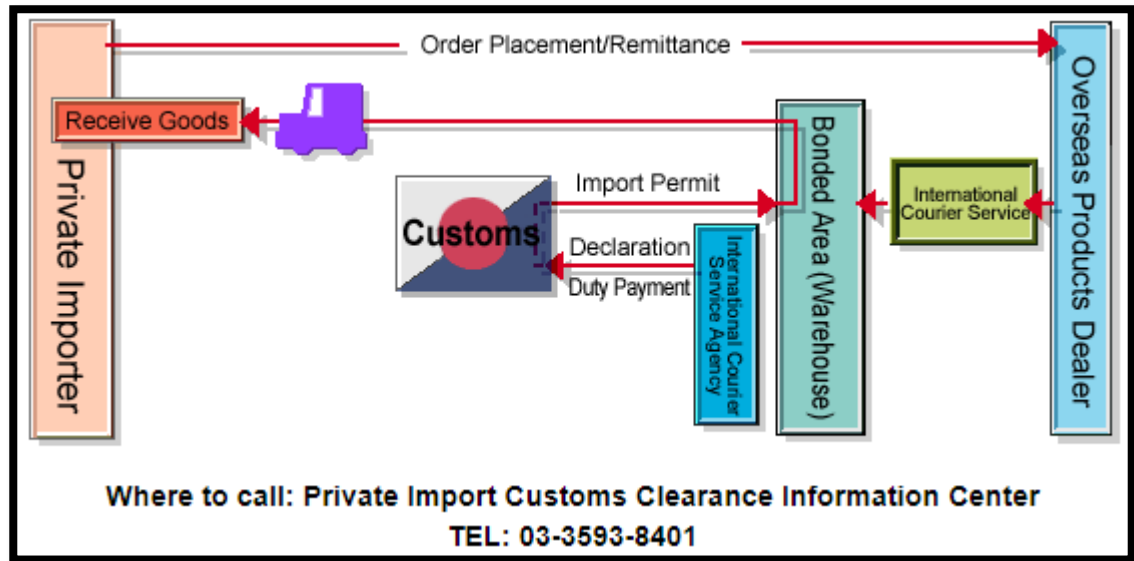 Order Placement/Remittance
Private Importer
Receive Goods
Customs
Import Permit
Declaration
Duty Payment
International Courier
Service Agency
Bonded Area (Warehouse)
International
Courier Service
Overseas Products Dealer
Where to call: Private Import Customs Clearance Information Center
TEL: 03-3593-8401